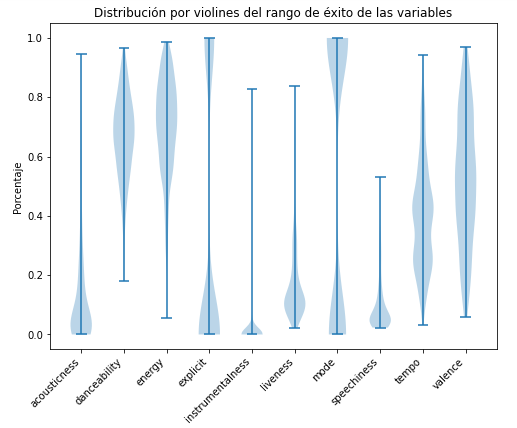 Distribución por violines del rango de éxito de las variables
Porcentaje
1.0
0.8
0.6
0.4
0.2
0.0
acousticness
danceability
energy
explicit
instrumentalness
liveness
mode
speechiness
tempo
valence